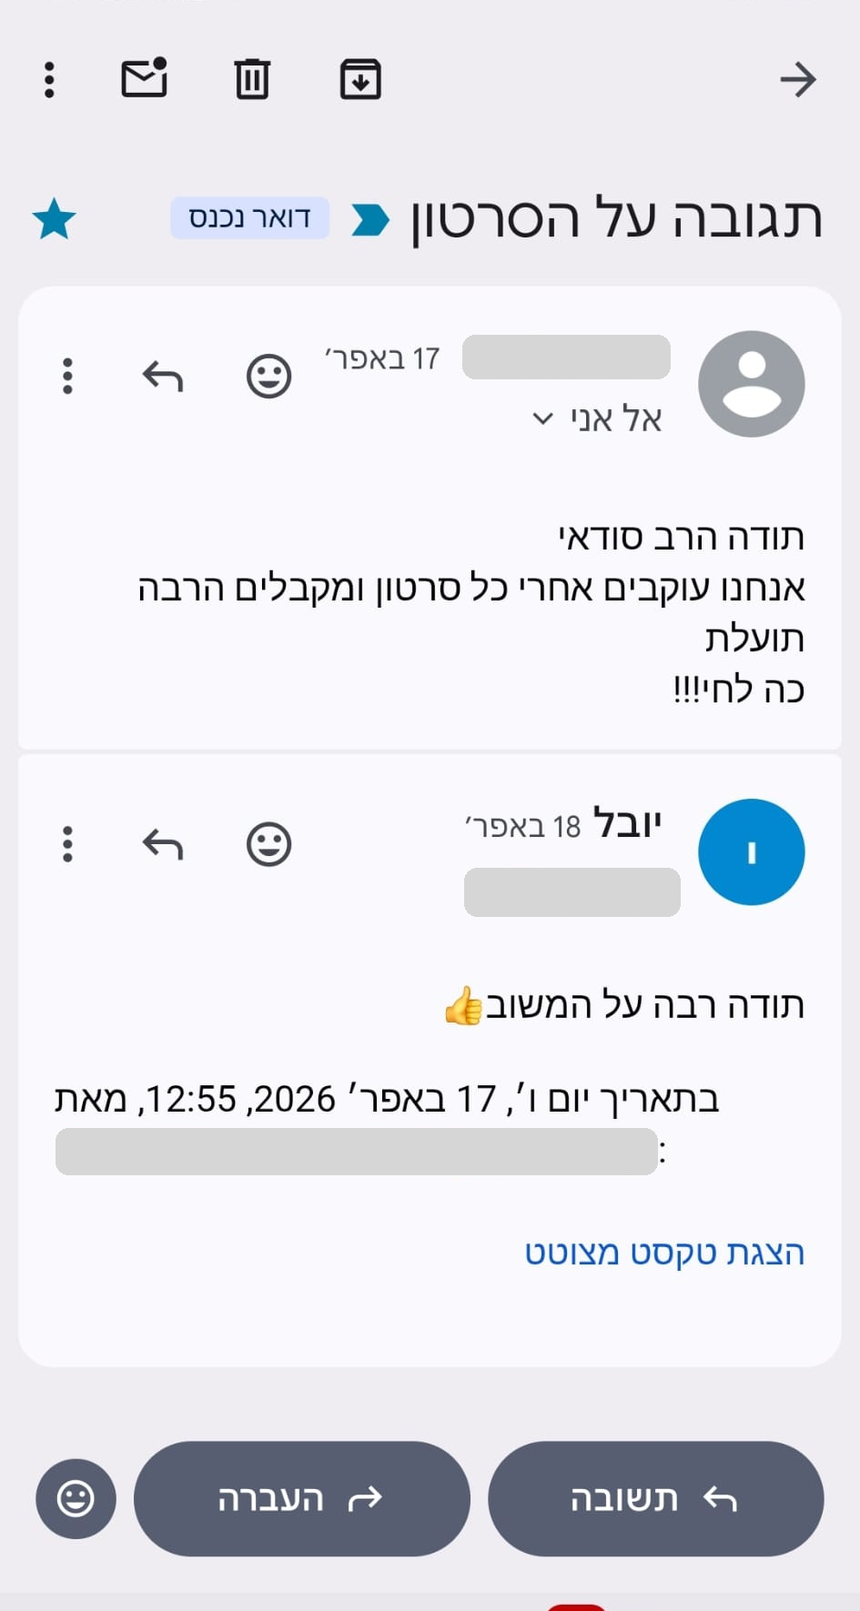 תגובה על הסרטון
דואר נכנס
17 באפר׳
אל אני
תודה הרב סודאי
אנחנו עוקבים אחרי כל סרטון ומקבלים הרבה
תועלת
כה לחי!!!
י
יובל 18 באפר׳
תודה רבה על המשוב👍
בתאריך יום ו׳, 17 באפר׳ 2026, 12:55, מאת
:
הצגת טקסט מצוטט
תשובה
העברה